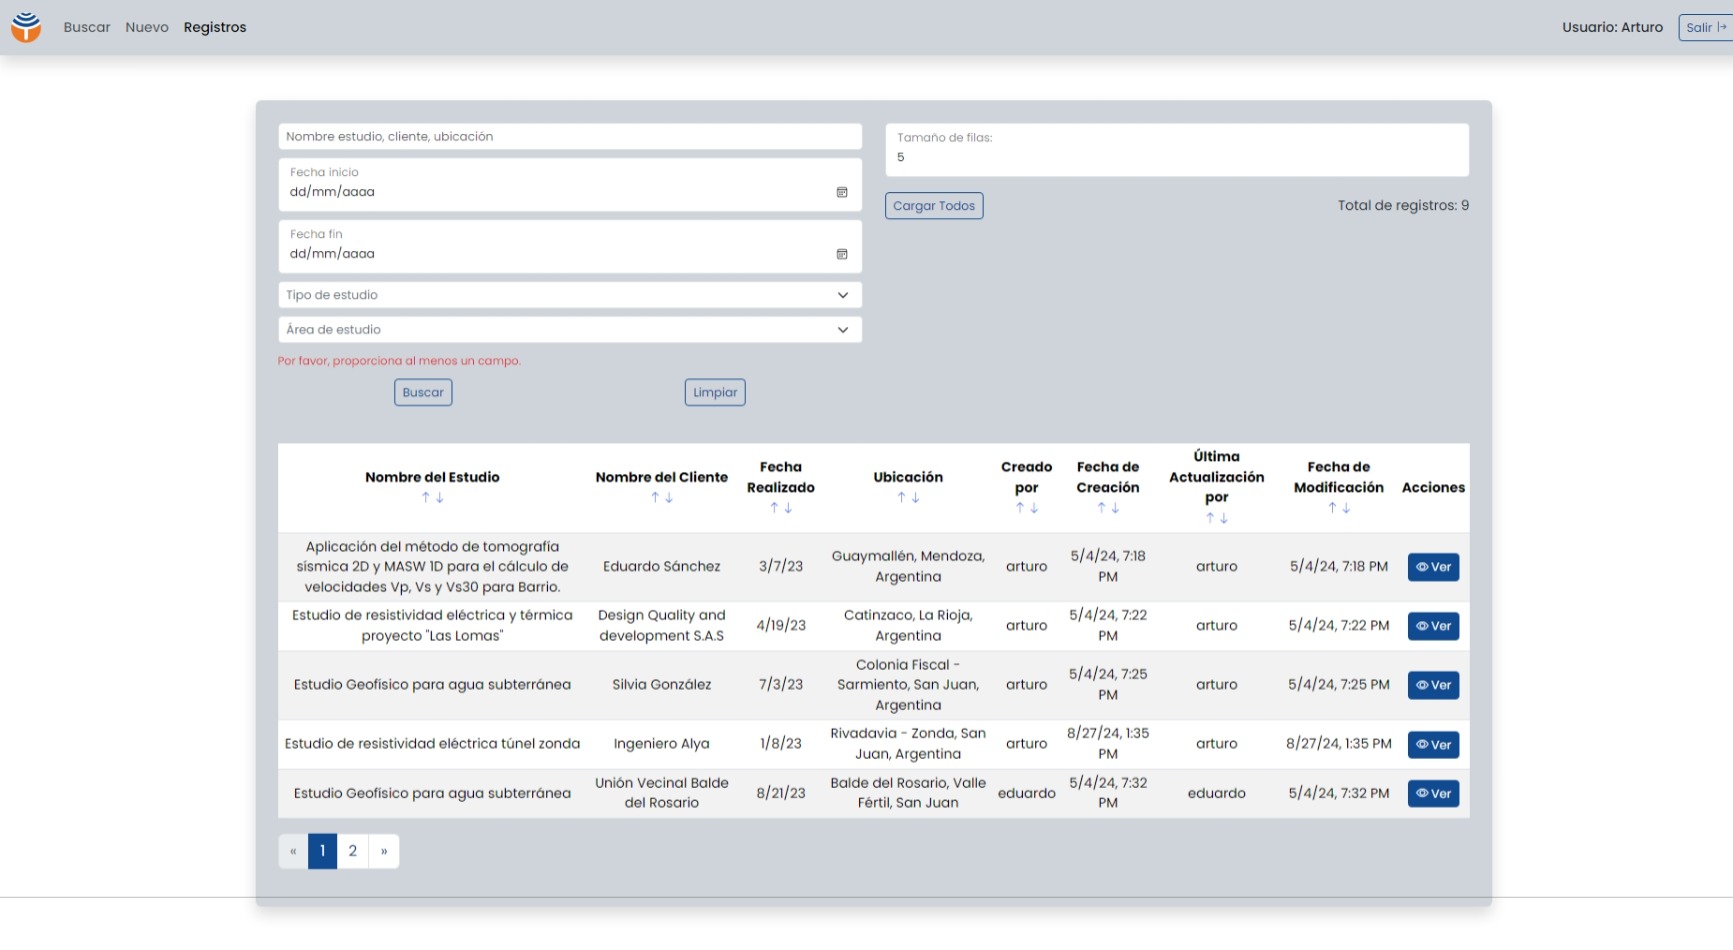 Buscar Nuevo Registros
Usuario: Arturo Salir
Nombre estudio, cliente, ubicación
Fecha inicio
dd/mm/aaaa
Fecha fin
dd/mm/aaaa
Tipo de estudio
Área de estudio
Por favor, proporciona al menos un campo.
Buscar Limpiar
Tamaño de filas:
5
Cargar Todos Total de registros: 9
Nombre del Estudio
↑ ↓
Nombre del Cliente
↑ ↓
Fecha
Realizado
↑ ↓
Ubicación
↑ ↓
Creado
por
↑ ↓
Fecha de
Creación
↑ ↓
Última
Actualización
por
↑ ↓
Fecha de
Modificación
↑ ↓
Acciones
Aplicación del método de tomografía
sísmica 2D y MASW 1D para el cálculo de
velocidades Vp, Vs y Vs30 para Barrio.
Eduardo Sánchez
3/7/23
Guaymallén, Mendoza,
Argentina
arturo
5/4/24, 7:18
PM
arturo
5/4/24, 7:18 PM
Ver
Estudio de resistividad eléctrica y térmica
proyecto "Las Lomas"
Design Quality and
development S.A.S
4/19/23
Catinzaco, La Rioja,
Argentina
arturo
5/4/24, 7:22
PM
arturo
5/4/24, 7:22 PM
Ver
Estudio Geofísico para agua subterránea
Silvia González
7/3/23
Colonia Fiscal -
Sarmiento, San Juan,
Argentina
arturo
5/4/24, 7:25
PM
arturo
5/4/24, 7:25 PM
Ver
Estudio de resistividad eléctrica túnel zonda
Ingeniero Alya
1/8/23
Rivadavia - Zonda, San
Juan, Argentina
arturo
8/27/24, 1:35
PM
arturo
8/27/24, 1:35 PM
Ver
Estudio Geofísico para agua subterránea
Unión Vecinal Balde
del Rosario
8/21/23
Balde del Rosario, Valle
Fértil, San Juan
eduardo
5/4/24, 7:32
PM
eduardo
5/4/24, 7:32 PM
Ver
« 1 2 »